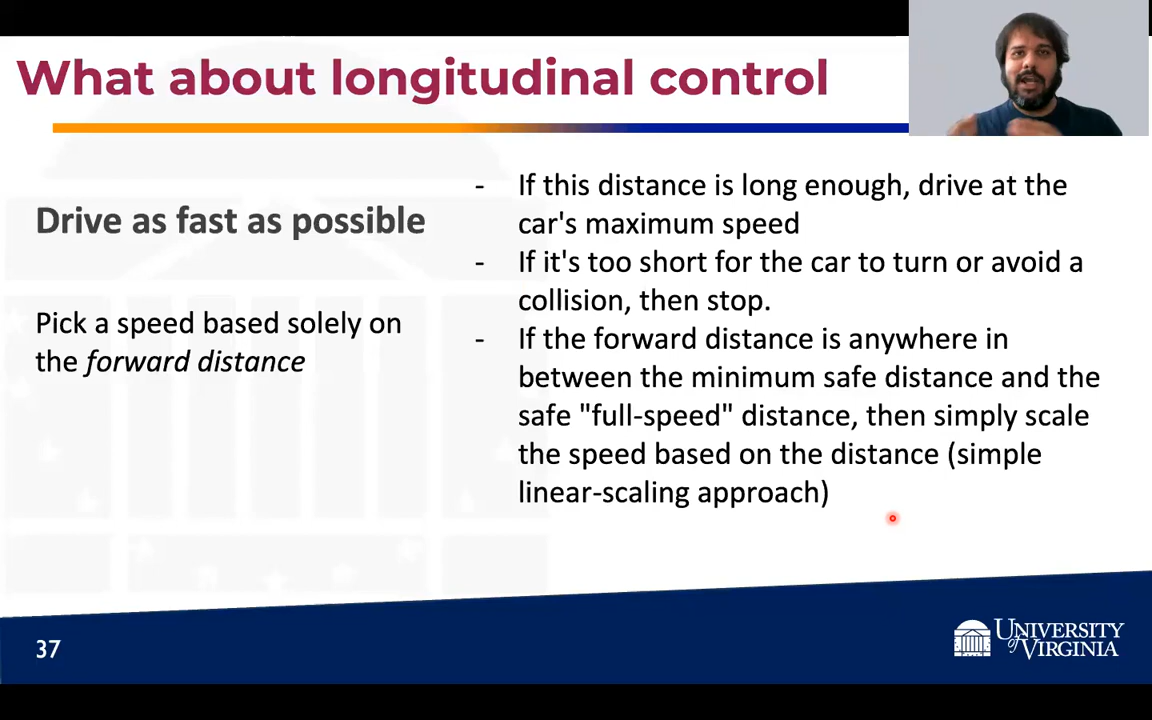 What about longitudinal control
Drive as fast as possible
Pick a speed based solely on
the forward distance
- If this distance is long enough, drive at the
car's maximum speed
- If it's too short for the car to turn or avoid a
collision, then stop.
- If the forward distance is anywhere in
between the minimum safe distance and the
safe "full-speed" distance, then simply scale
the speed based on the distance (simple
linear-scaling approach)
37
UNIVERSITY
of VIRGINIA